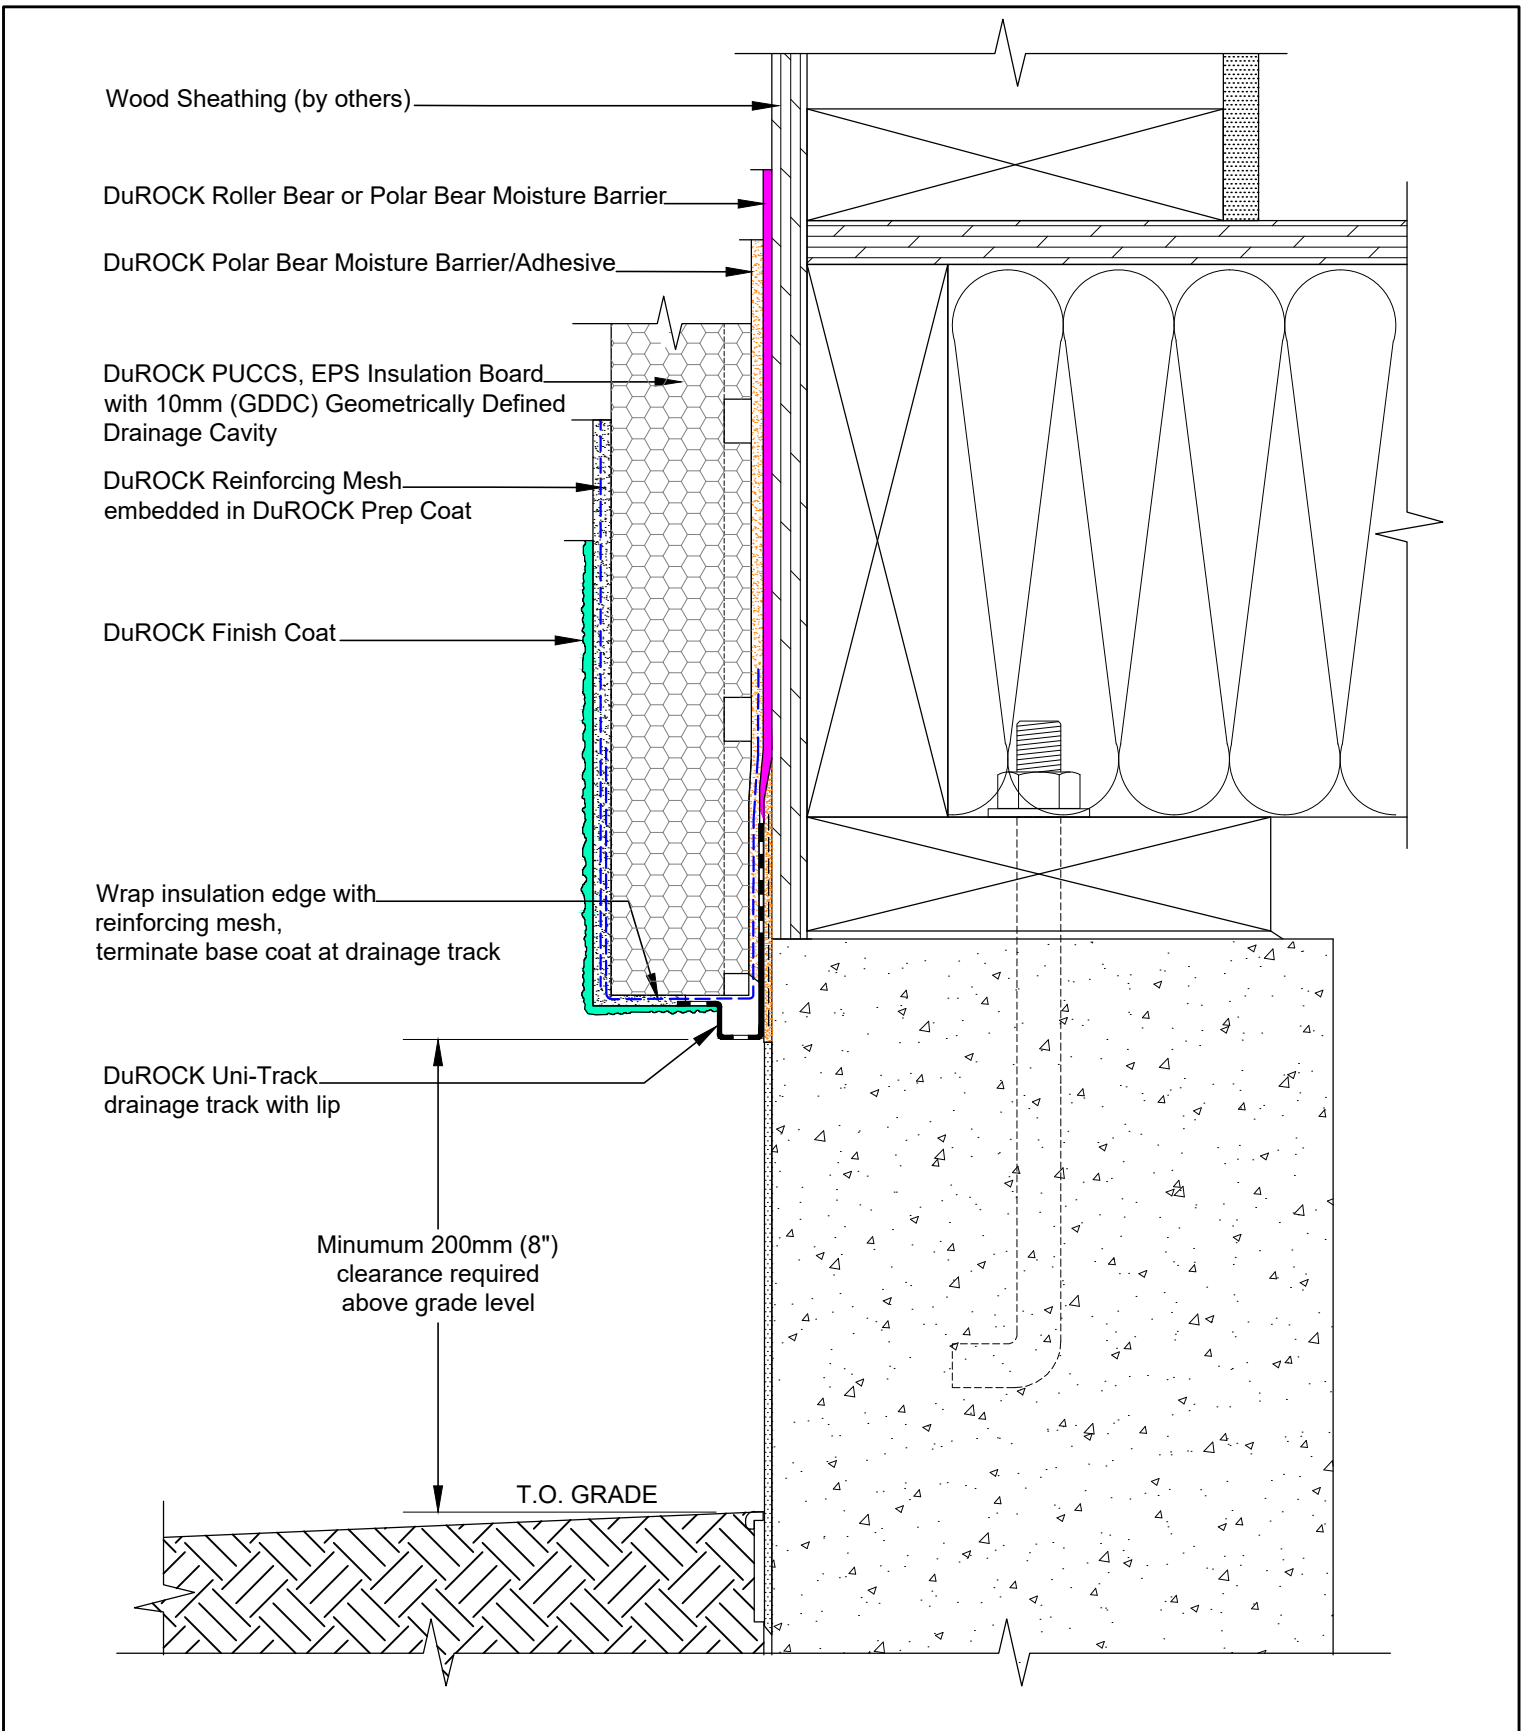 Wood Sheathing (by others)
DuROCK Roller Bear or Polar Bear Moisture Barrier
DuROCK Polar Bear Moisture Barrier/Adhesive
DuROCK PUCCS, EPS Insulation Board
with 10mm (GDDC) Geometrically Defined
Drainage Cavity
DuROCK Reinforcing Mesh
embedded in DuROCK Prep Coat
DuROCK Finish Coat
Wrap insulation edge with
reinforcing mesh,
terminate base coat at drainage track
DuROCK Uni-Track
drainage track with lip
Minumum 200mm (8")
clearance required
above grade level
T.O. GRADE